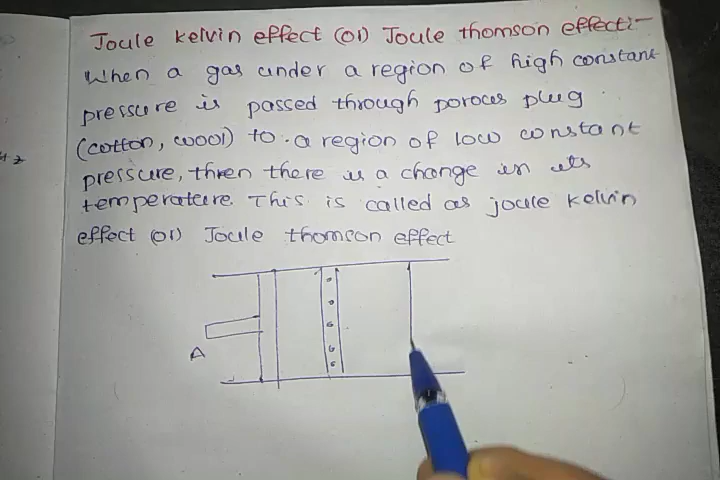 Joule kelvin effect (or) Joule thomson effect:-
When a gas under a region of high constant
pressure is passed through porous plug
(cotton, wool) to a region of low constant
pressure, then there is a change in its
temperature. This is called as joule kelvin
effect (or) Joule thomson effect
A